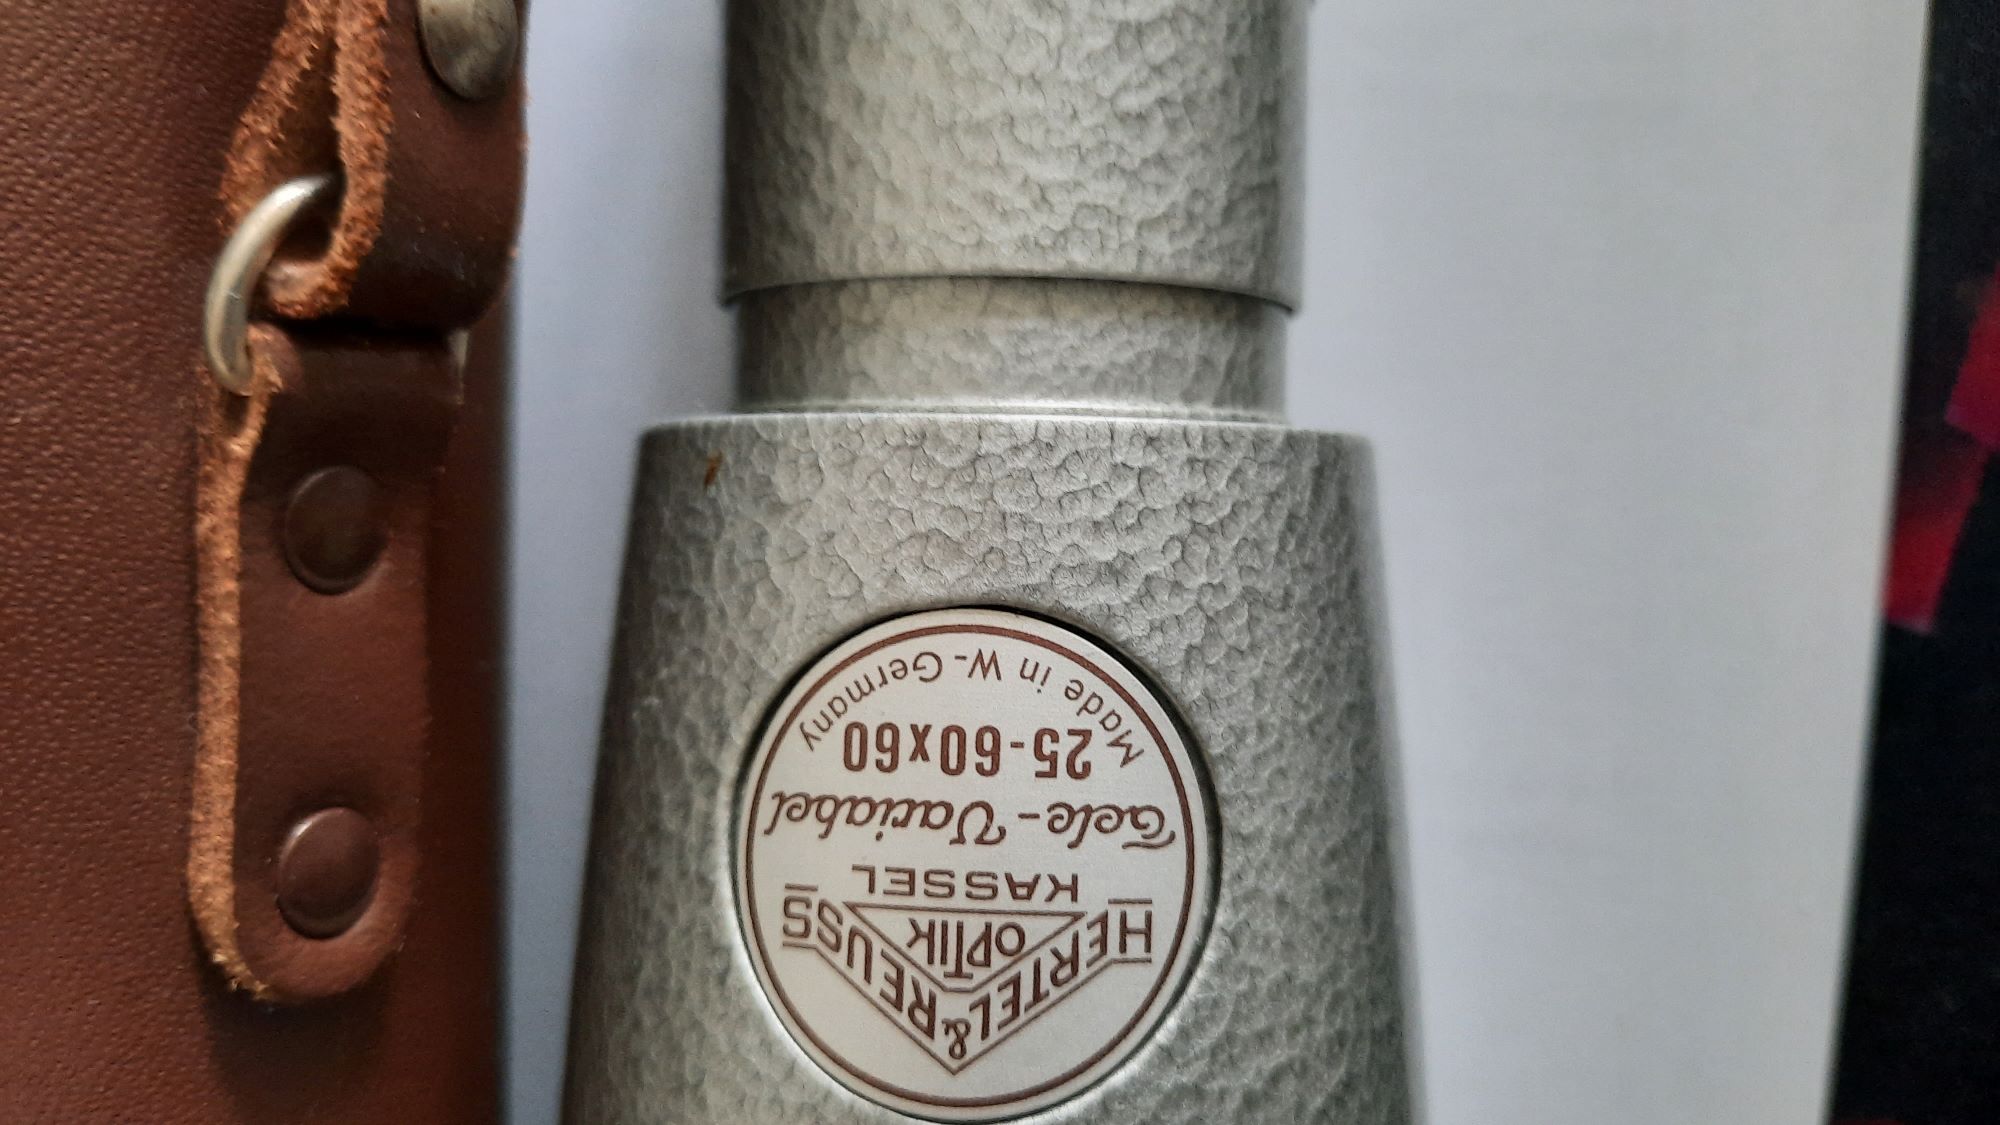 HERTEL & REUSS
OPTIK
KASSEL
Tele-Variabel
25-60x60
Made in W-Germany